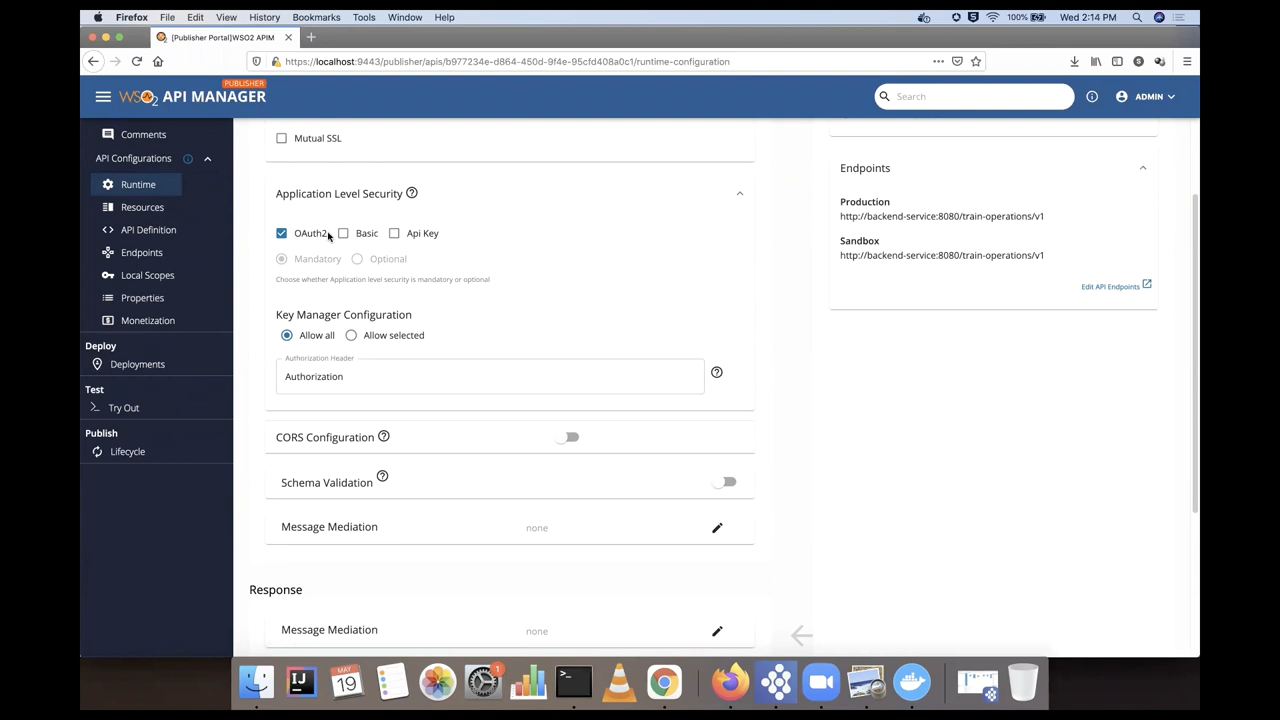 Firefox File Edit View History Bookmarks Tools Window Help 100% Wed 2:14 PM
[Publisher Portal]WSO2 APIM
https://localhost:9443/publisher/apis/b977234e-d864-450d-9f4e-95cfd408a0c1/runtime-configuration
PUBLISHER
WSO2 API MANAGER
Search
ADMIN
Comments
API Configurations
Runtime
Resources
API Definition
Endpoints
Local Scopes
Properties
Monetization
Deploy
Deployments
Test
Try Out
Publish
Lifecycle
Mutual SSL
Application Level Security
OAuth2 Basic Api Key
Mandatory Optional
Choose whether Application level security is mandatory or optional
Key Manager Configuration
Allow all Allow selected
Authorization Header
Authorization
CORS Configuration
Schema Validation
Message Mediation none
Response
Message Mediation none
Endpoints
Production
http://backend-service:8080/train-operations/v1
Sandbox
http://backend-service:8080/train-operations/v1
Edit API Endpoints
IJ
MAY
19
1